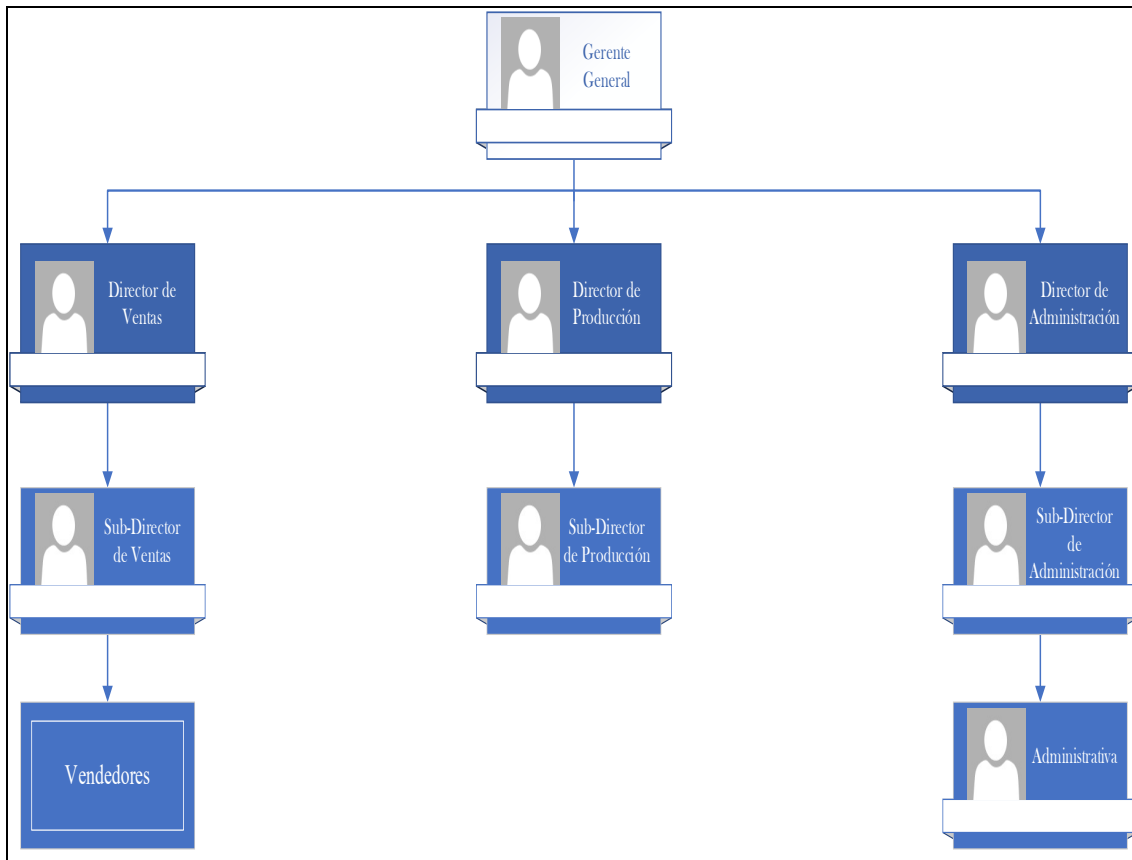 Gerente
General
Director de
Ventas
Director de
Producción
Director de
Administración
Sub-Director
de Ventas
Sub-Director
de Producción
Sub-Director
de
Administración
Vendedores
Administrativa